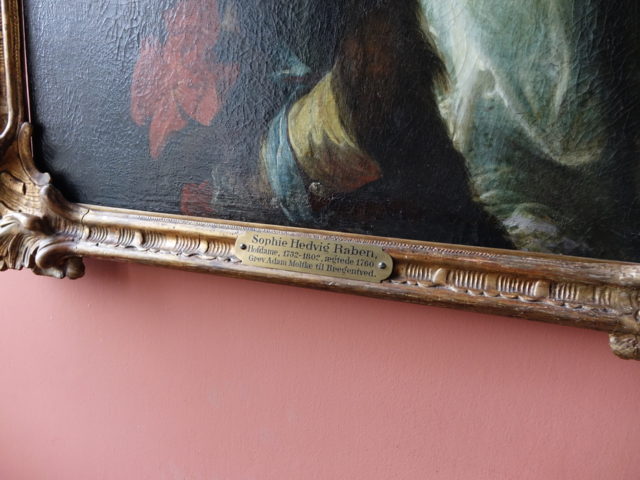 Sophie Hedvig Raben,
Hofdame, 1732-1802, ægtede 1760
Grev Adam Moltke til Bregentved.